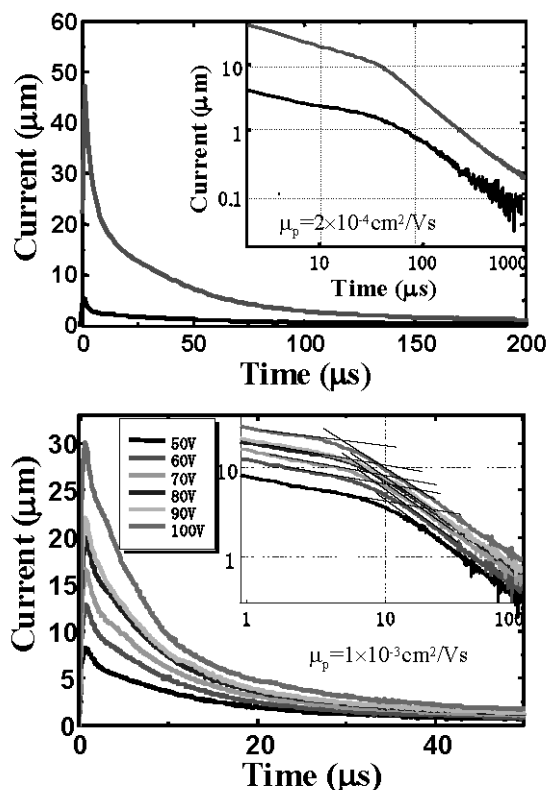 60
50
40
30
20
10
0
Current (μm)
0
50
100
150
200
Time (μs)
10
1
0.1
Current (μm)
μp=2×10-4cm2/Vs
10
100
1000
Time (μs)
30
25
20
15
10
5
0
Current (μm)
50V
60V
70V
80V
90V
100V
10
1
1
10
100
μp=1×10-3cm2/Vs
0
20
40
Time (μs)